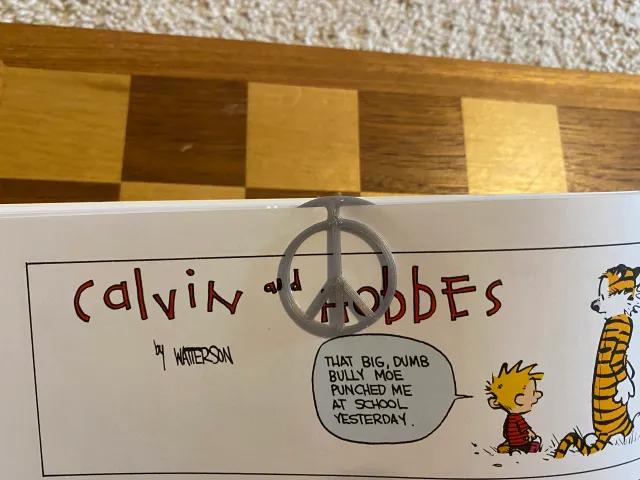 Calvin and HobbEs
by WATTERSON
THAT BIG, DUMB
BULLY MOE
PUNCHED ME
AT SCHOOL
YESTERDAY.